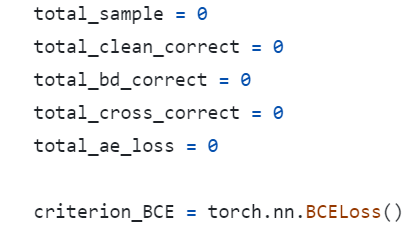 total_sample = 0
total_clean_correct = 0
total_bd_correct = 0
total_cross_correct = 0
total_ae_loss = 0
criterion_BCE = torch.nn.BCELoss()